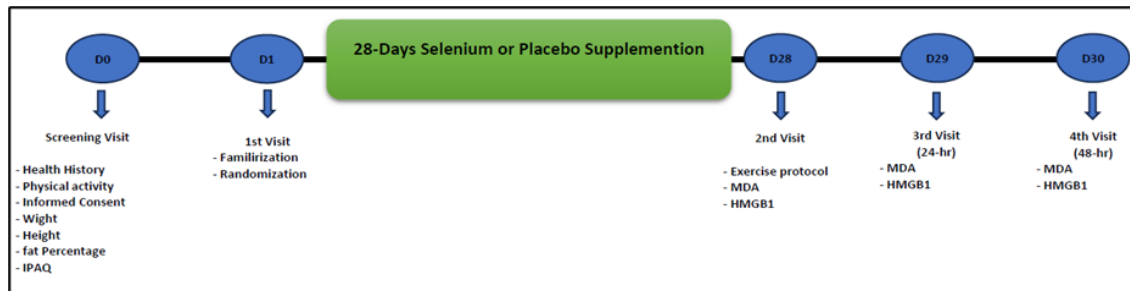 28-Days Selenium or Placebo Supplemention
D0
D1
D28
D29
D30
Screening Visit
- Health History
- Physical activity
- Informed Consent
- Wight
- Height
- fat Percentage
- IPAQ
1st Visit
- Familirization
- Randomization
2nd Visit
- Exercise protocol
- MDA
- HMGB1
3rd Visit
(24-hr)
- MDA
- HMGB1
4th Visit
(48-hr)
- MDA
- HMGB1